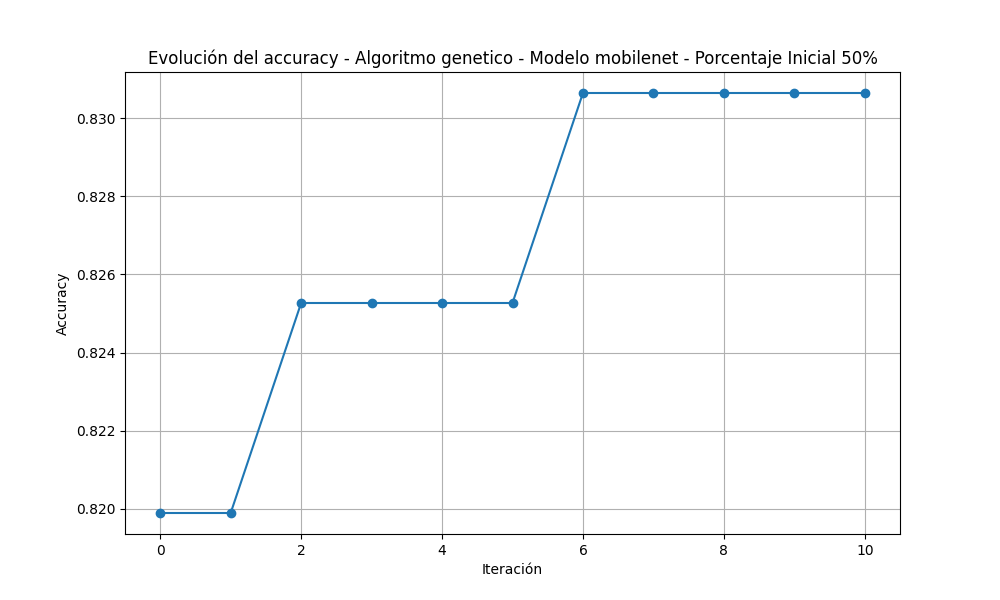 Evolución del accuracy - Algoritmo genetico - Modelo mobilenet - Porcentaje Inicial 50%
0.830
0.828
0.826
0.824
0.822
0.820
Accuracy
0 2 4 6 8 10
Iteración